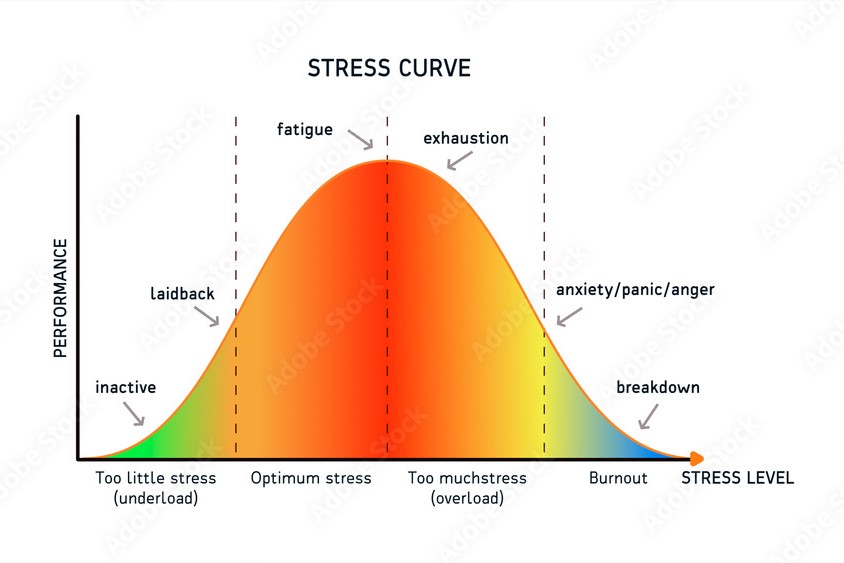 STRESS CURVE
fatigue
exhaustion
PERFORMANCE
laidback
anxiety/panic/anger
inactive
breakdown
Too little stress
(underload)
Optimum stress
Too muchstress
(overload)
Burnout
STRESS LEVEL
Adobe Stock